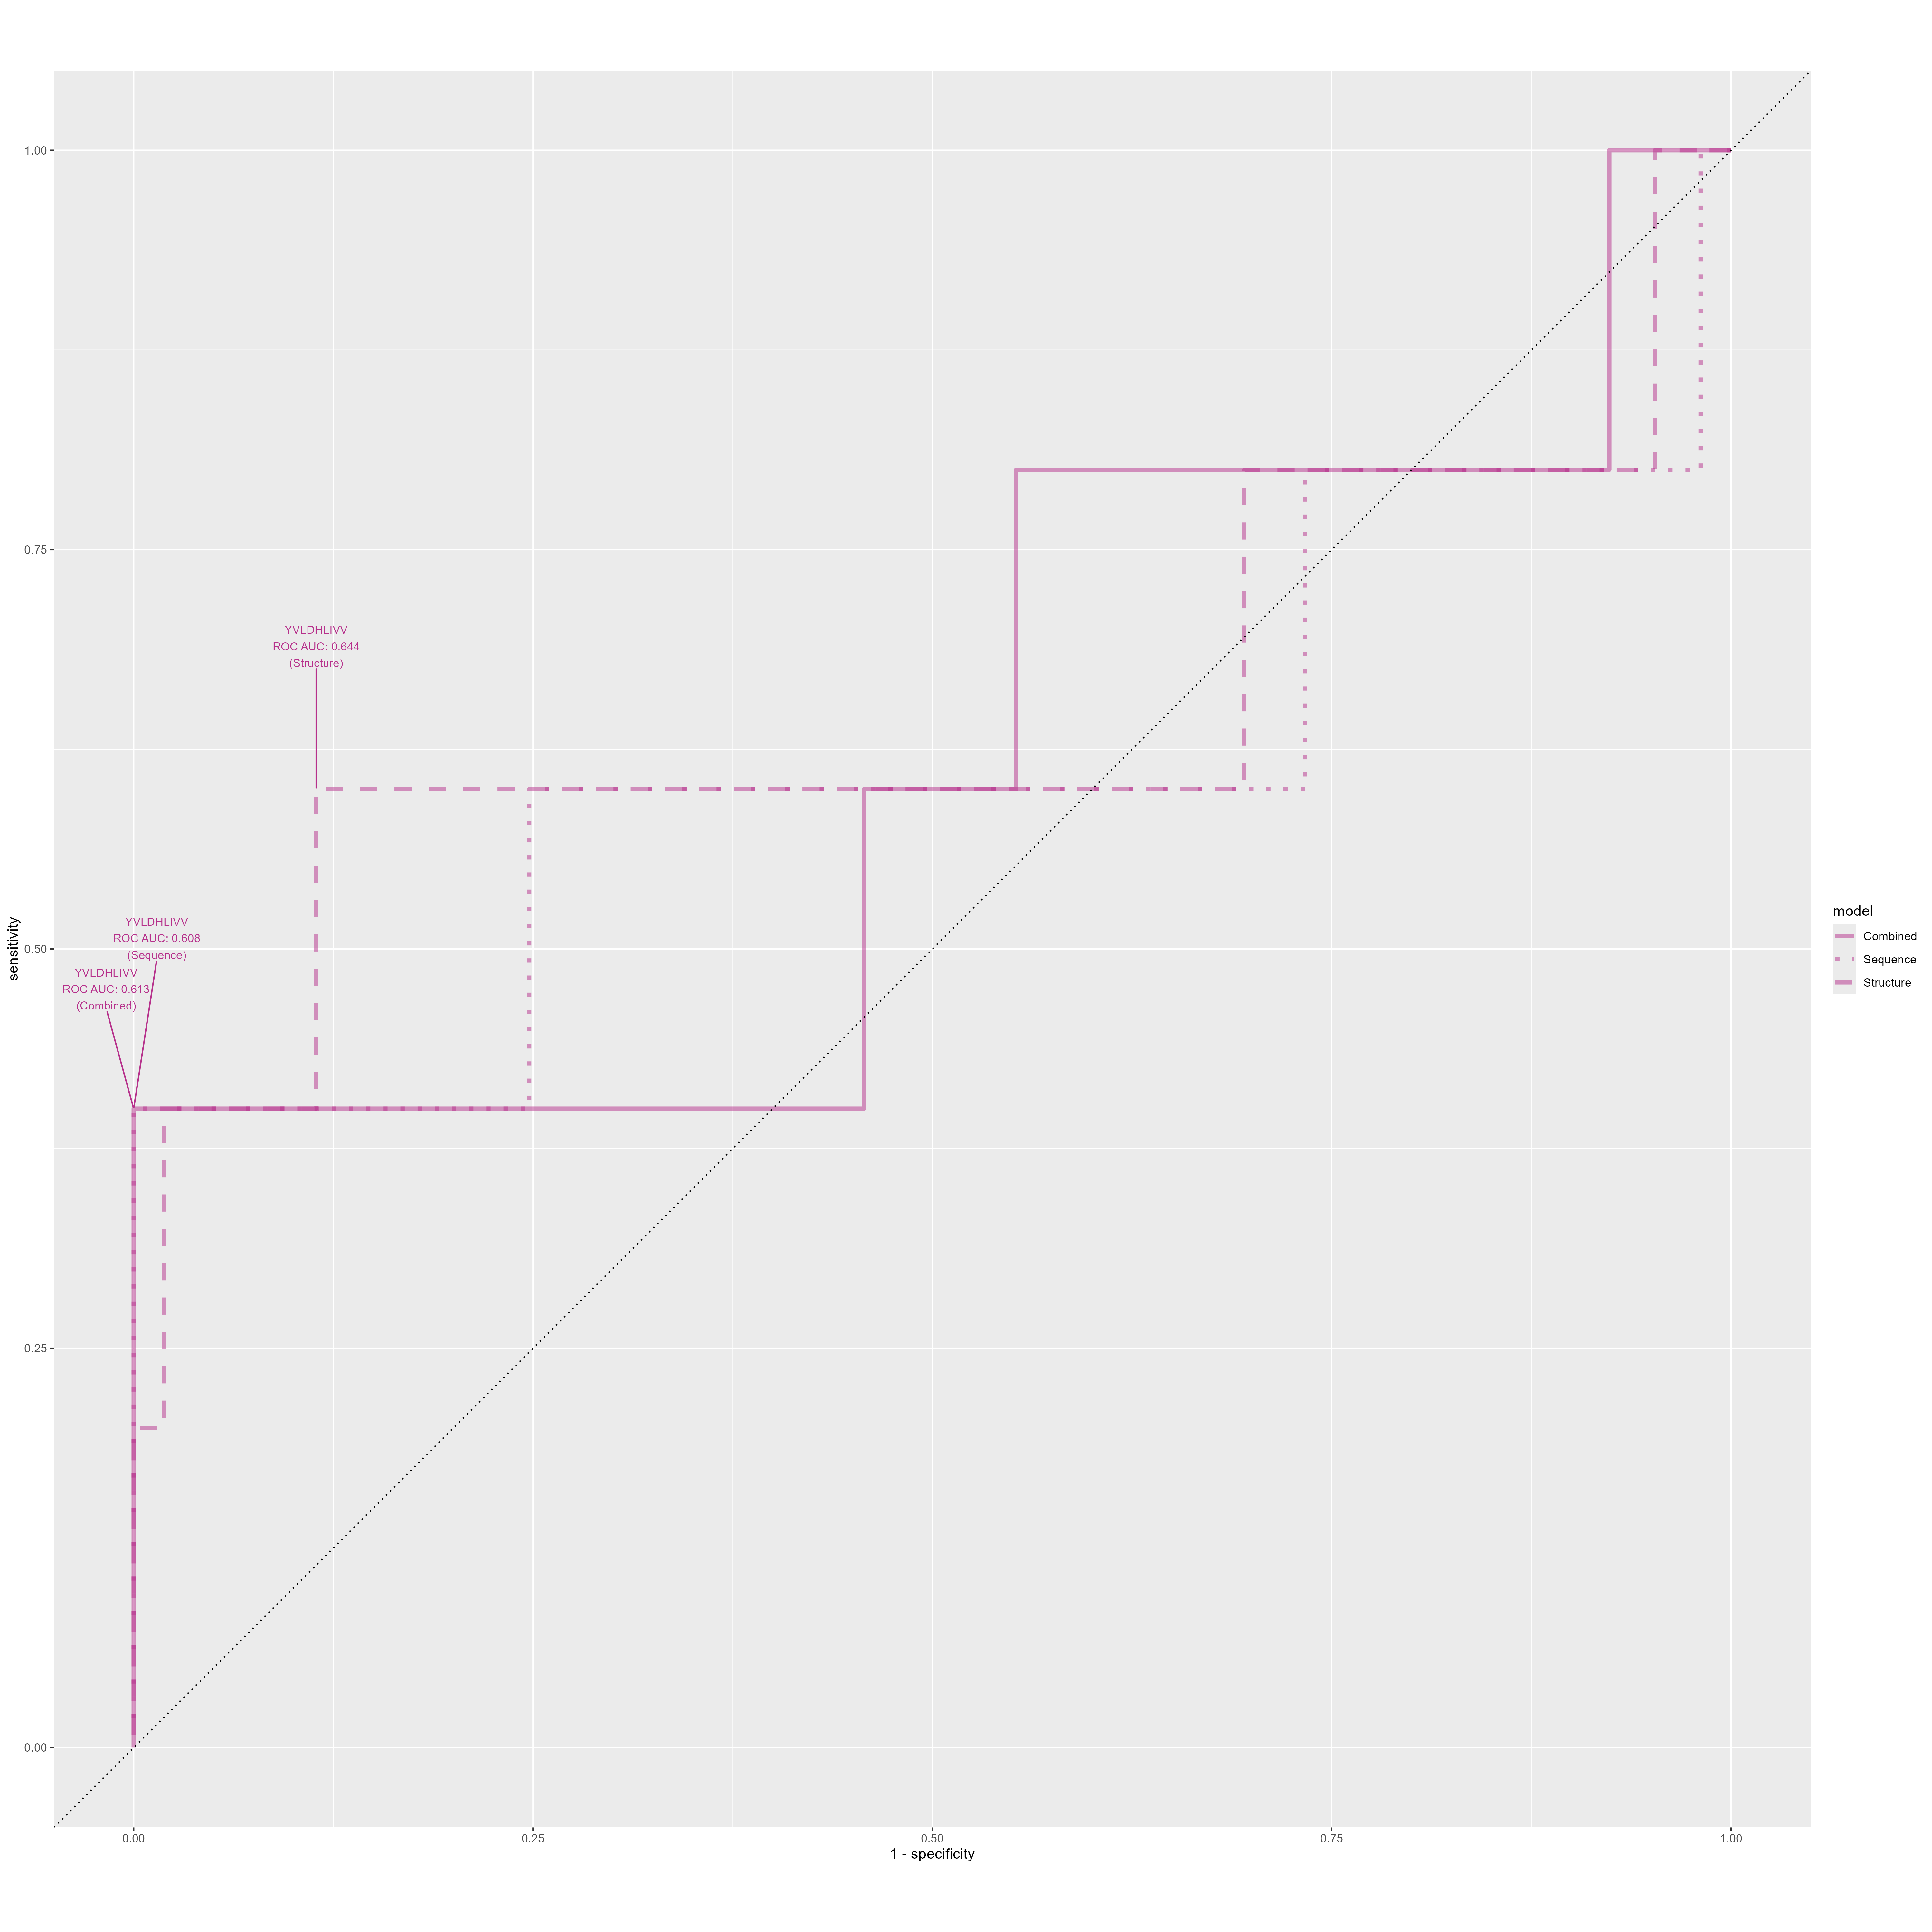 1.00
0.75
0.50
0.25
0.00
sensitivity
YVLDHLIVV
ROC AUC: 0.644
(Structure)
YVLDHLIVV
ROC AUC: 0.608
(Sequence)
YVLDHLIVV
ROC AUC: 0.613
(Combined)
0.00
0.25
0.50
0.75
1.00
1 - specificity
model
Combined
Sequence
Structure